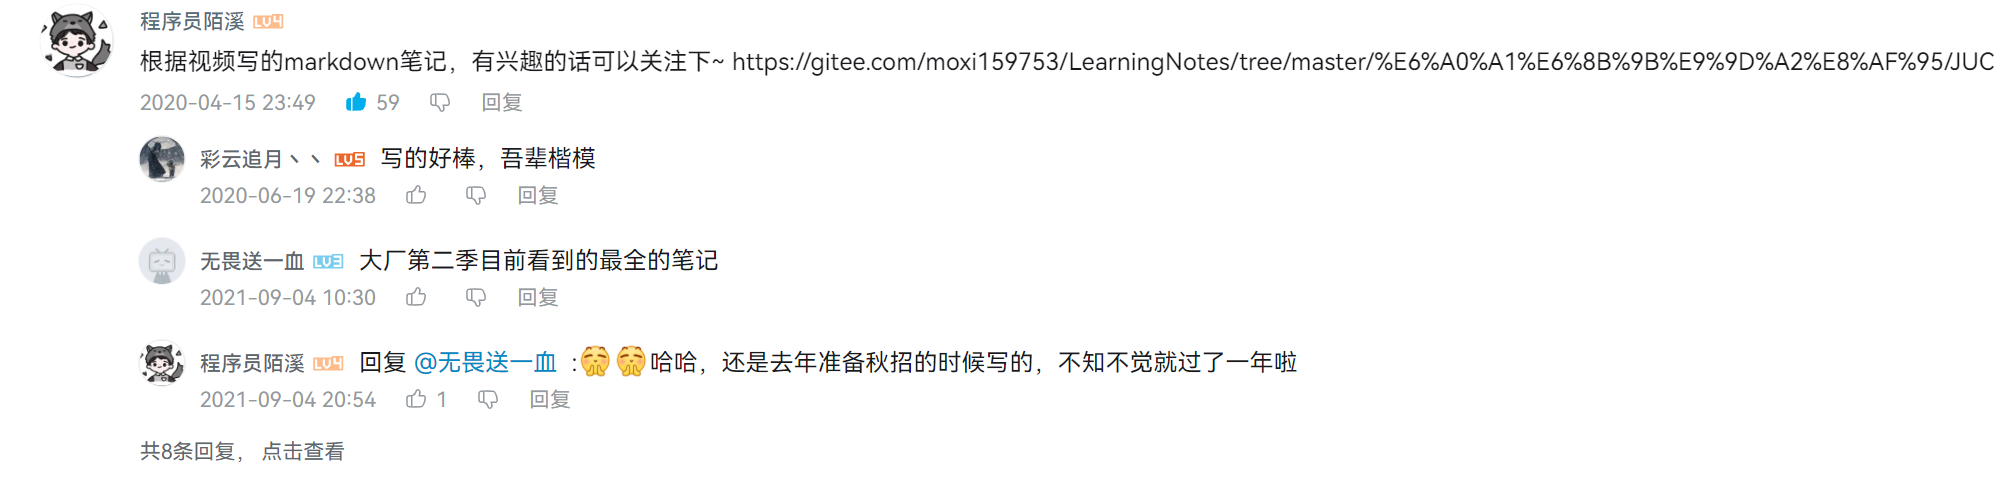 程序员陌溪 LV4
根据视频写的markdown笔记，有兴趣的话可以关注下~ https://gitee.com/moxi159753/LearningNotes/tree/master/%E6%A0%A1%E6%8B%9B%E9%9D%A2%E8%AF%95/JUC
2020-04-15 23:49 59 回复
彩云追月丶丶 LV5 写的好棒，吾辈楷模
2020-06-19 22:38 回复
无畏送一血 LV3 大厂第二季目前看到的最全的笔记
2021-09-04 10:30 回复
程序员陌溪 LV4 回复 @无畏送一血 :哈哈，还是去年准备秋招的时候写的，不知不觉就过了一年啦
2021-09-04 20:54 1 回复
共8条回复， 点击查看